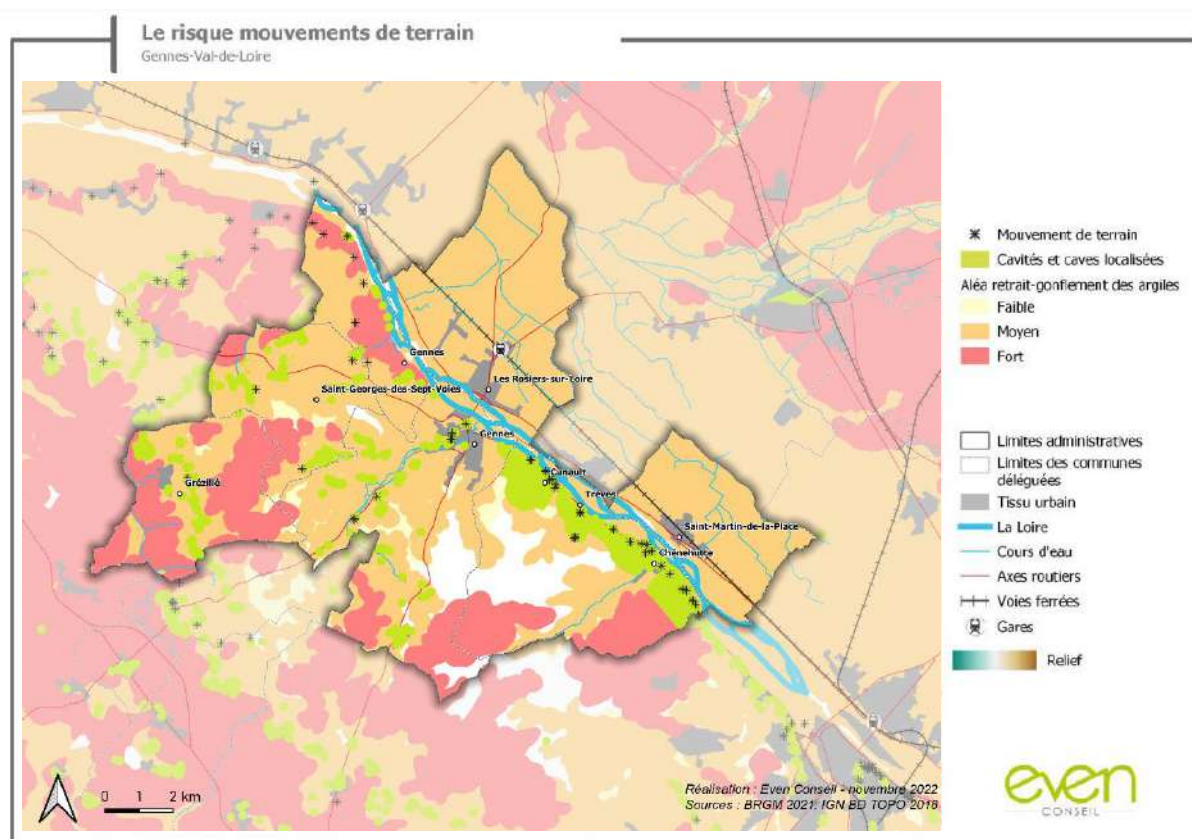 Le risque mouvements de terrain
Gennes-Val-de-Loire
Gennes
Les Rosiers-sur-Loire
Saint-Georges-des-Sept-Voies
Gennes
Cunault
Grézillé
Trèves
Saint-Martin-de-la-Place
Chênehutte
0 1 2 km
Réalisation : Even Conseil - novembre 2022
Sources : BRGM 2021, IGN BD TOPO 2018
Mouvement de terrain
Cavités et caves localisées
Aléa retrait-gonflement des argiles
Faible
Moyen
Fort
Limites administratives
Limites des communes
déléguées
Tissu urbain
La Loire
Cours d'eau
Axes routiers
Voies ferrées
Gares
Relief
even
CONSEIL